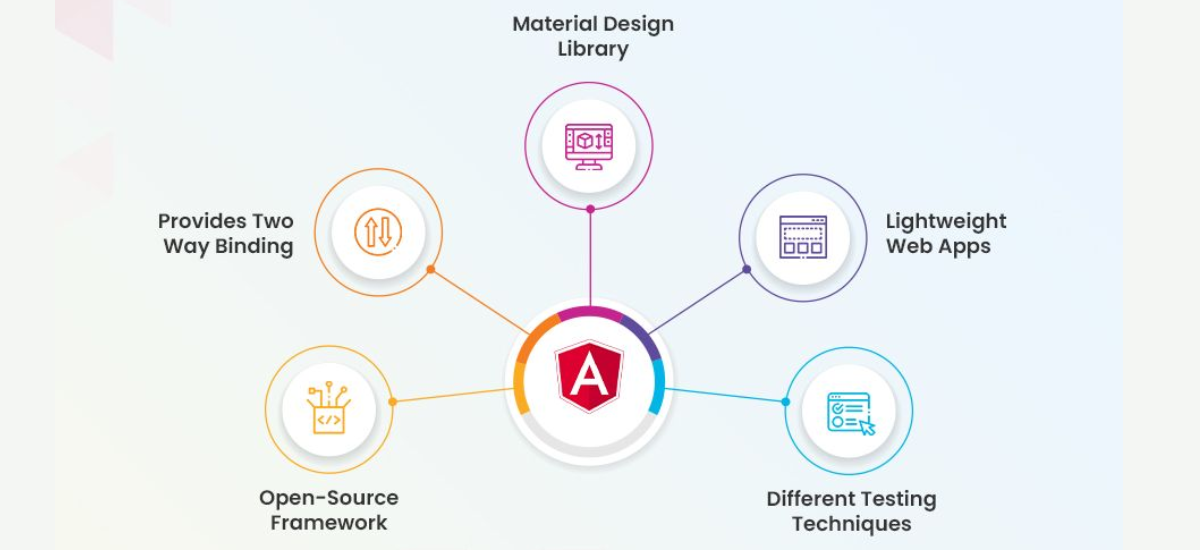 Material Design
Library
Provides Two
Way Binding
Lightweight
Web Apps
A
</>
Open-Source
Framework
Different Testing
Techniques